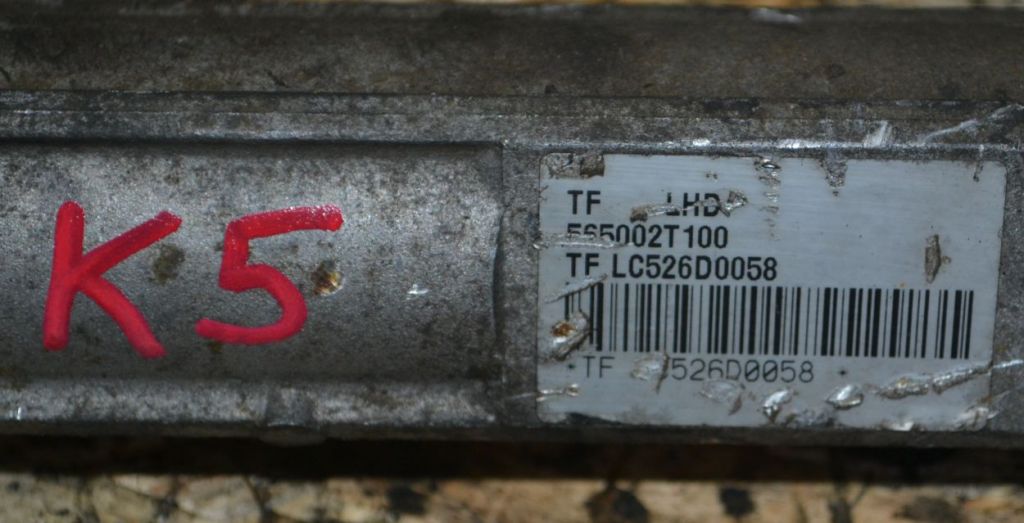 K5
TF LHD
565002T100
TF LC526D0058
*TF 526D0058